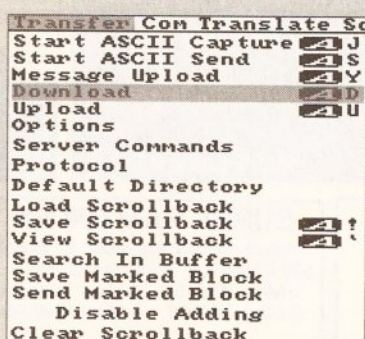 Transfer Com Translate Sc
Start ASCII Capture A J
Start ASCII Send A S
Message Upload A Y
Download A D
Upload A U
Options
Server Commands
Protocol
Default Directory
Load Scrollback
Save Scrollback A !
View Scrollback A `
Search In Buffer
Save Marked Block
Send Marked Block
Disable Adding
Clear Scrollback